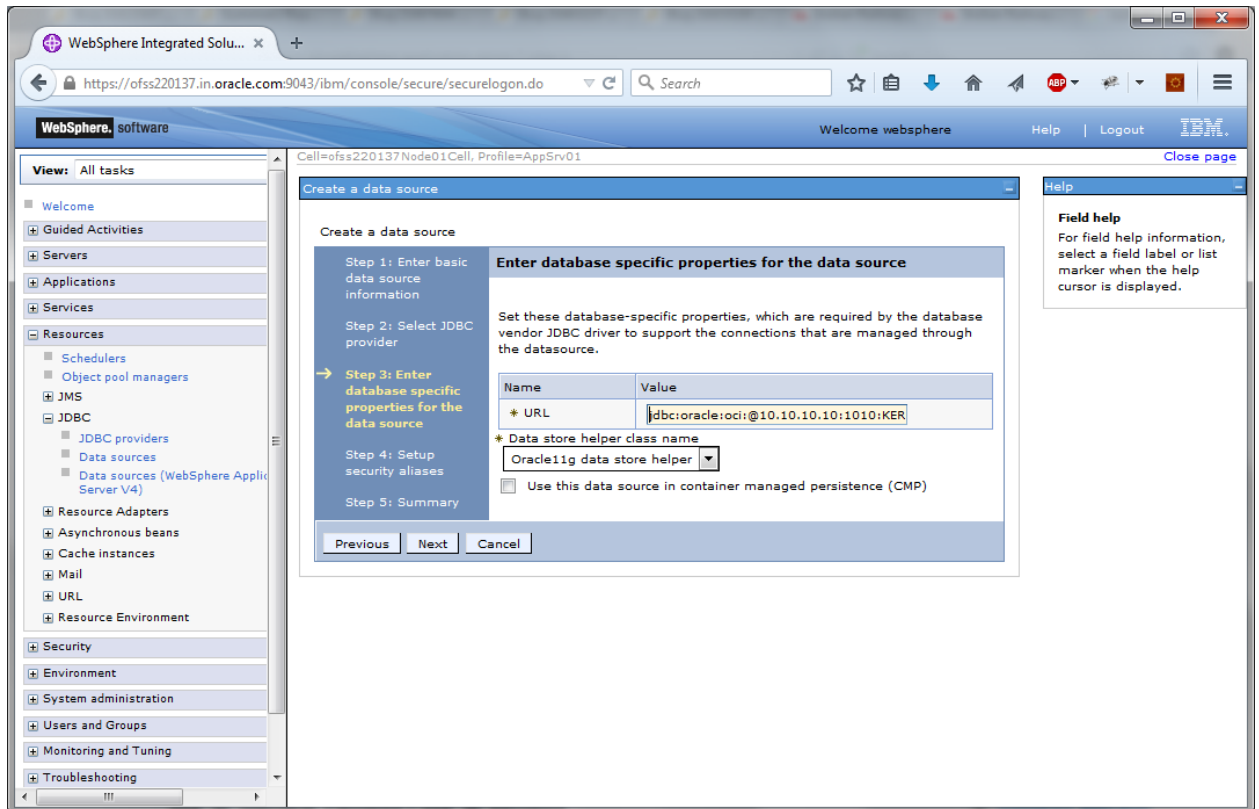 WebSphere Integrated Solu... ×
+
https://ofss220137.in.oracle.com:9043/ibm/console/secure/securelogon.do
Search
ABP
WebSphere. software
Welcome websphere
Help | Logout
IBM.
View: All tasks
Cell=ofss220137Node01Cell, Profile=AppSrv01
Close page
Welcome
Guided Activities
Servers
Applications
Services
Resources
Schedulers
Object pool managers
JMS
JDBC
JDBC providers
Data sources
Data sources (WebSphere Applic
Server V4)
Resource Adapters
Asynchronous beans
Cache instances
Mail
URL
Resource Environment
Security
Environment
System administration
Users and Groups
Monitoring and Tuning
Troubleshooting
Create a data source
Create a data source
Step 1: Enter basic
data source
information
Step 2: Select JDBC
provider
Step 3: Enter
database specific
properties for the
data source
Step 4: Setup
security aliases
Step 5: Summary
Enter database specific properties for the data source
Set these database-specific properties, which are required by the database
vendor JDBC driver to support the connections that are managed through
the datasource.
Name Value
* URL jdbc:oracle:oci:@10.10.10.10:1010:KER
* Data store helper class name
Oracle11g data store helper
Use this data source in container managed persistence (CMP)
Previous Next Cancel
Help
Field help
For field help information,
select a field label or list
marker when the help
cursor is displayed.